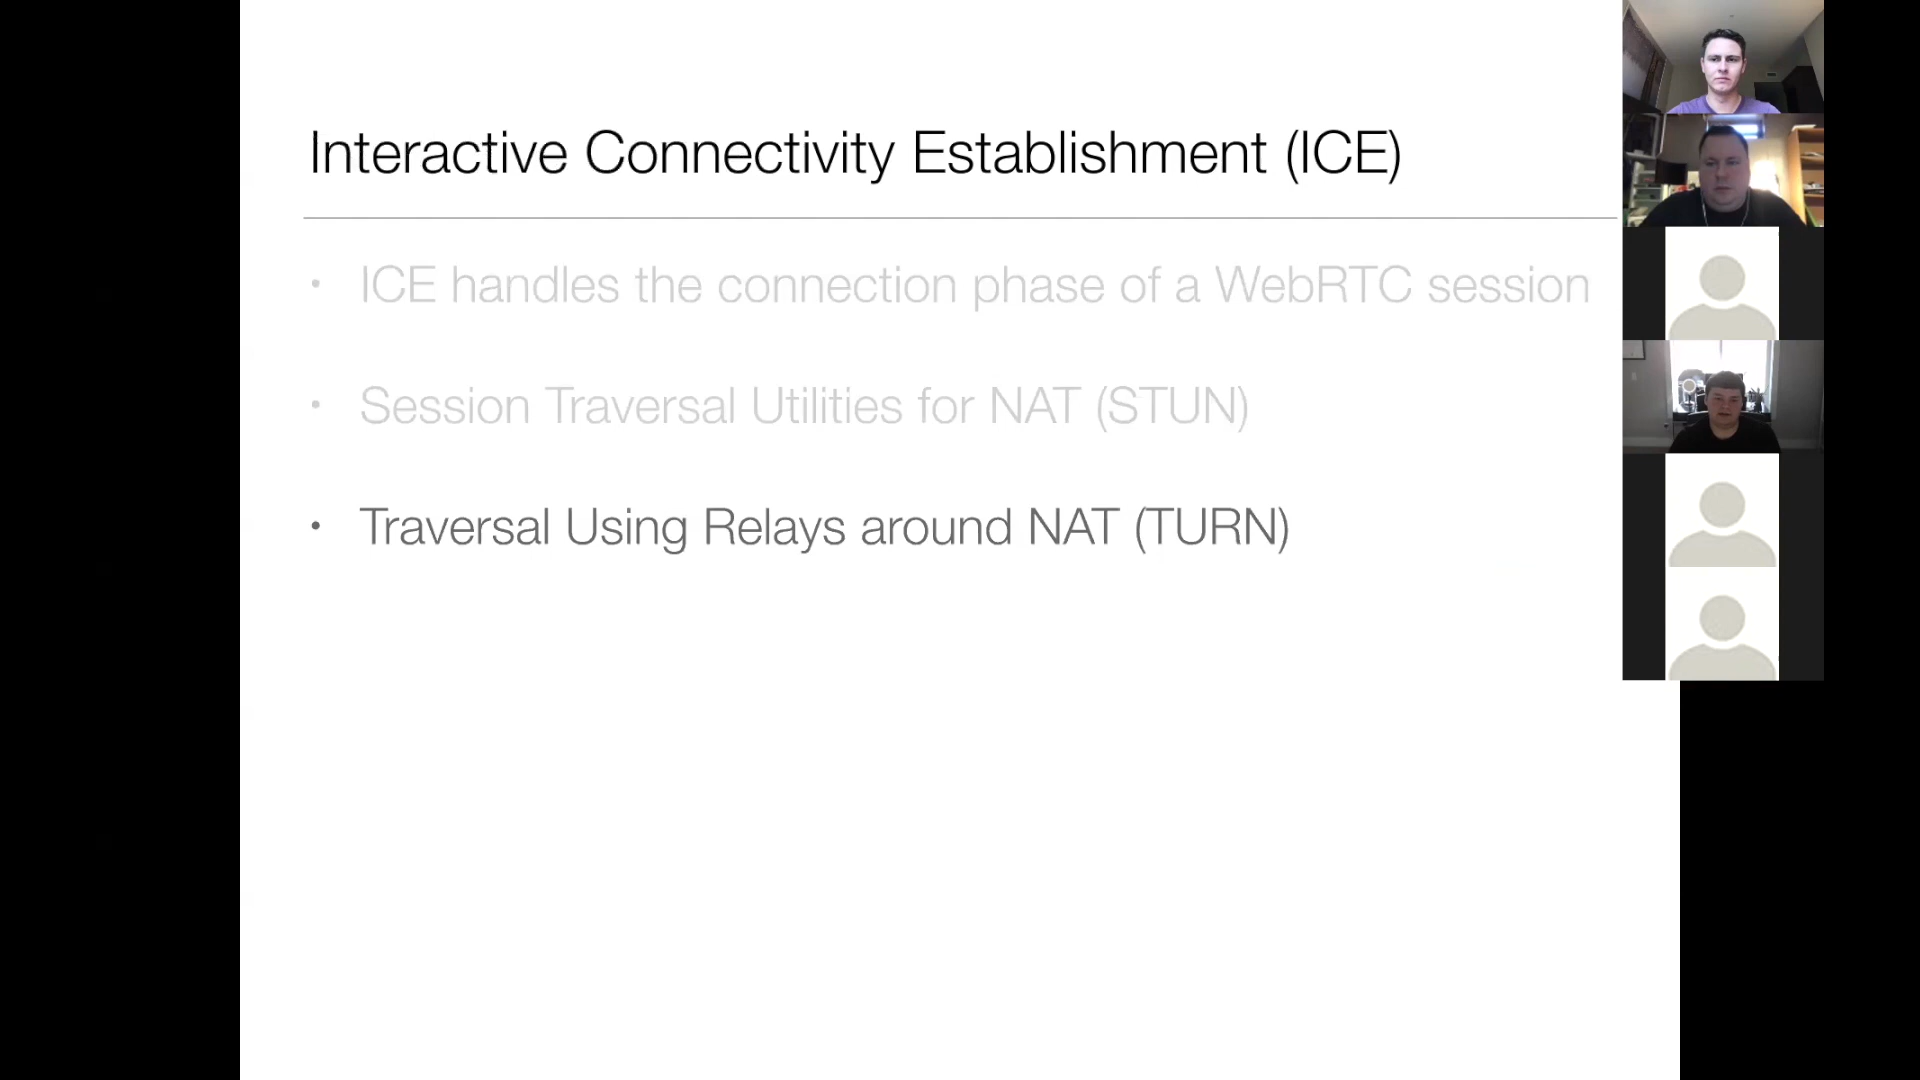 Interactive Connectivity Establishment (ICE)
• ICE handles the connection phase of a WebRTC session
• Session Traversal Utilities for NAT (STUN)
• Traversal Using Relays around NAT (TURN)